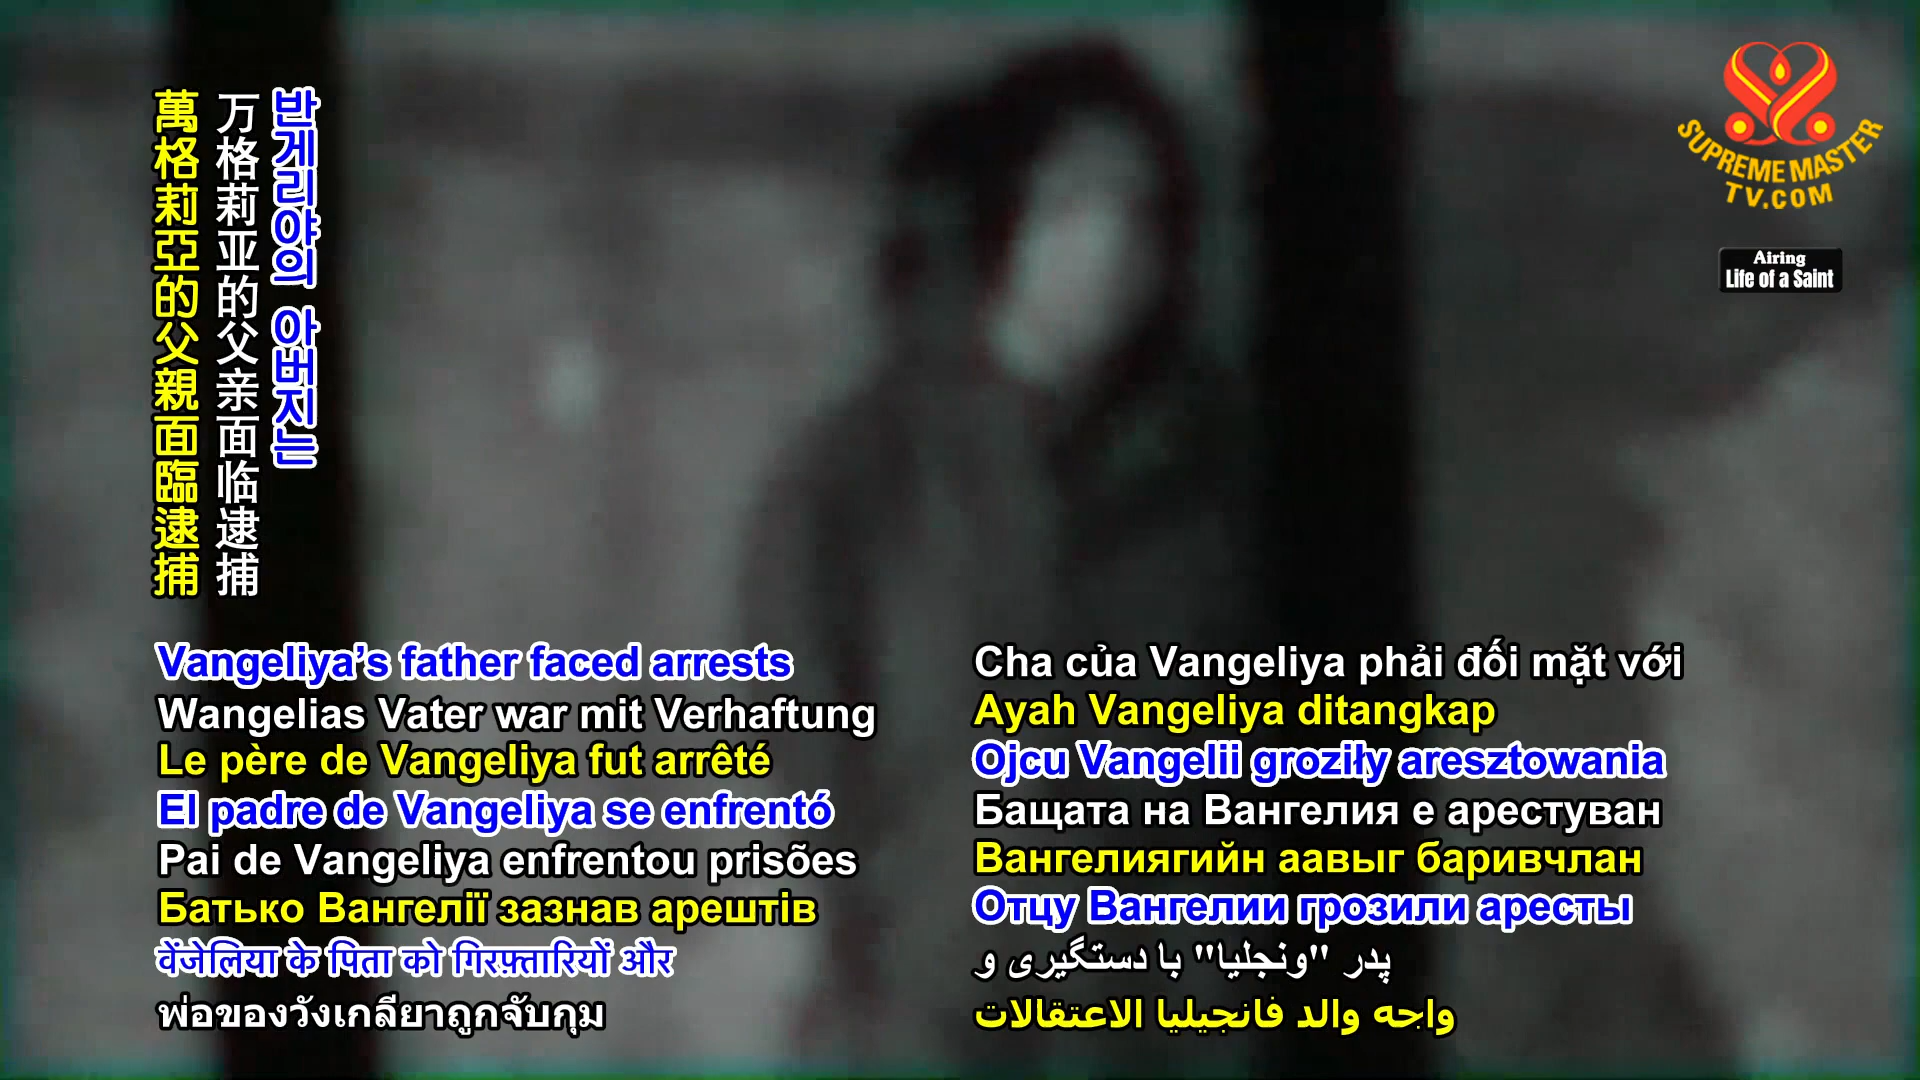 萬格莉亞的父親面臨逮捕
万格莉亚的父亲面临逮捕
반게리야의 아버지는
SUPREME MASTER
TV.COM
Airing
Life of a Saint
Vangeliya’s father faced arrests
Wangelias Vater war mit Verhaftung
Le père de Vangeliya fut arrêté
El padre de Vangeliya se enfrentó
Pai de Vangeliya enfrentou prisões
Батько Вангелії зазнав арештів
वेंजेलिया के पिता को गिरफ़्तारियों और
พ่อของวังเกลียาถูกจับกุม
Cha của Vangeliya phải đối mặt với
Ayah Vangeliya ditangkap
Ojcu Vangelii groziły aresztowania
Бащата на Вангелия е арестуван
Вангелиягийн аавыг баривчлан
Отцу Вангелии грозили аресты
پدر "ونجلیا" با دستگیری و
واجه والد فانجيليا الاعتقالات